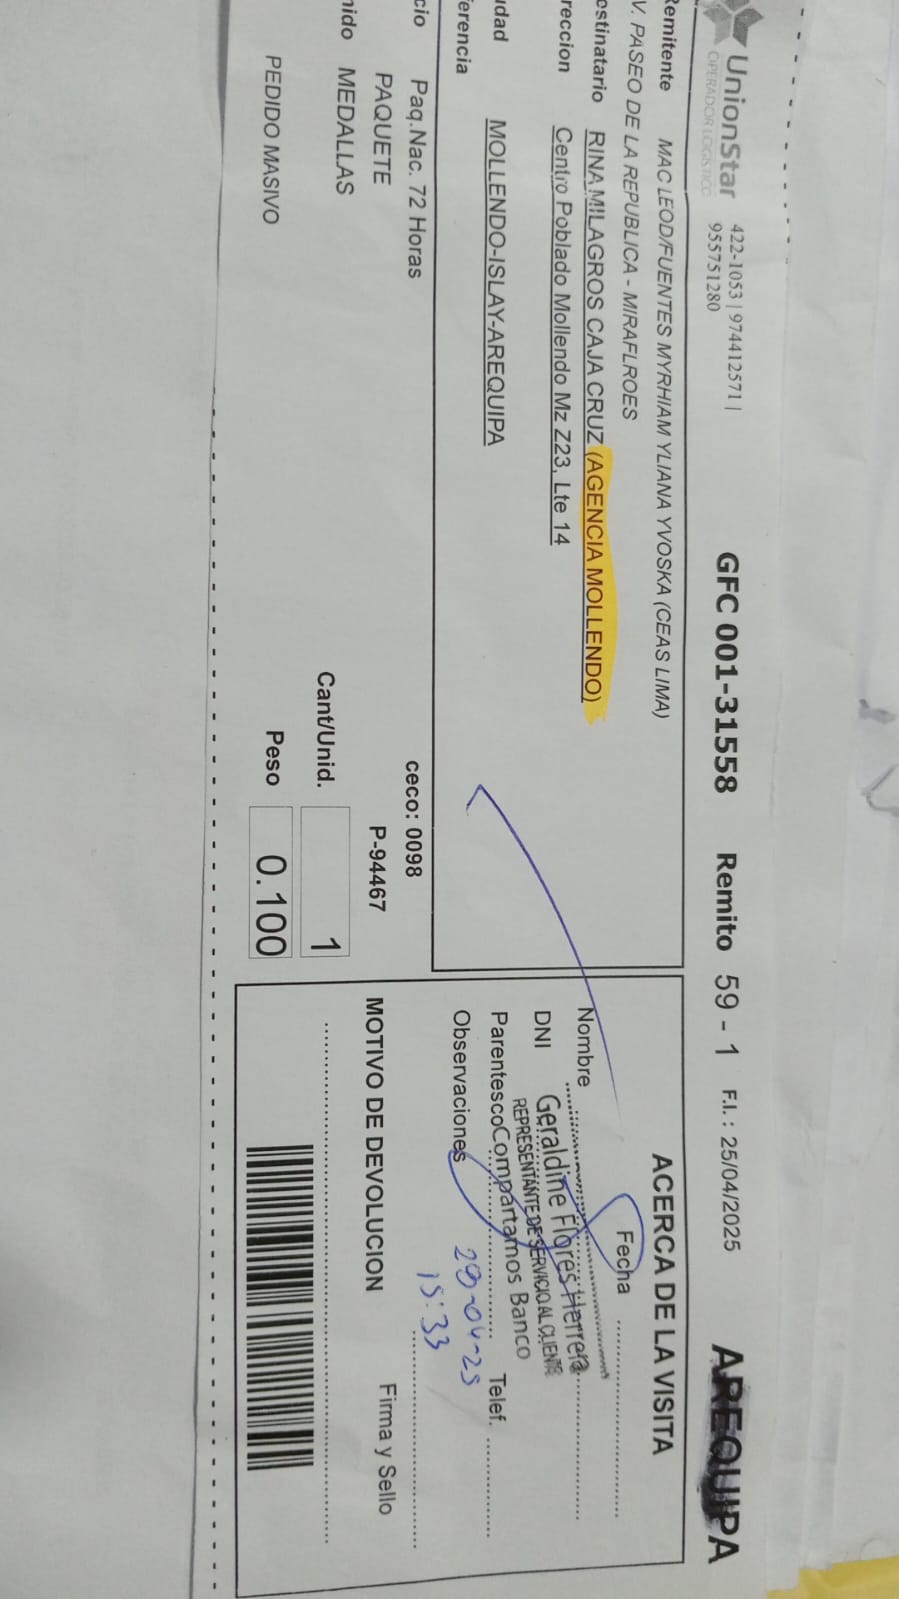 UnionStar
OPERADOR LOGISTICO
422-1053 | 974412571 |
955751280
GFC 001-31558 Remito 59 - 1 F.I. : 25/04/2025 AREQUIPA
Remitente MAC LEOD/FUENTES MYRHIAM YLIANA YVOSKA (CEAS LIMA)
V. PASEO DE LA REPUBLICA - MIRAFLROES
estinatario RINA MILAGROS CAJA CRUZ (AGENCIA MOLLENDO)
reccion Centro Poblado Mollendo Mz Z23, Lte 14
udad MOLLENDO-ISLAY-AREQUIPA
ferencia
cio Paq.Nac. 72 Horas ceco: 0098
PAQUETE P-94467
nido MEDALLAS Cant/Unid. 1
PEDIDO MASIVO Peso 0.100
ACERCA DE LA VISITA
Fecha
Nombre
Geraldine Flores Herrera
DNI
REPRESENTANTE DE SERVICIO AL CLIENTE
Compartamos Banco
Parentesco Telef.
Observaciones 29-04-25
15:33
MOTIVO DE DEVOLUCION Firma y Sello